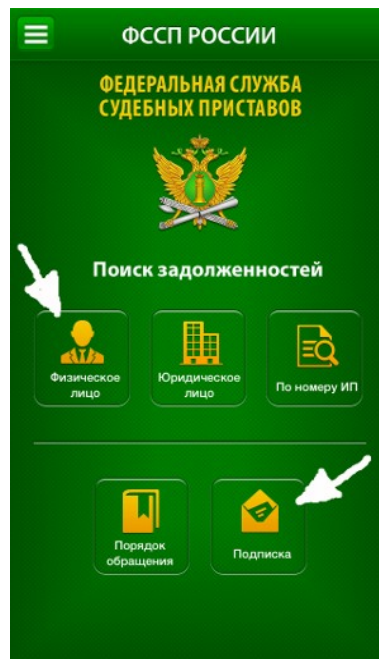 ФССП РОССИИ
ФЕДЕРАЛЬНАЯ СЛУЖБА
СУДЕБНЫХ ПРИСТАВОВ
Поиск задолженностей
Физическое
лицо
Юридическое
лицо
По номеру ИП
Порядок
обращения
Подписка